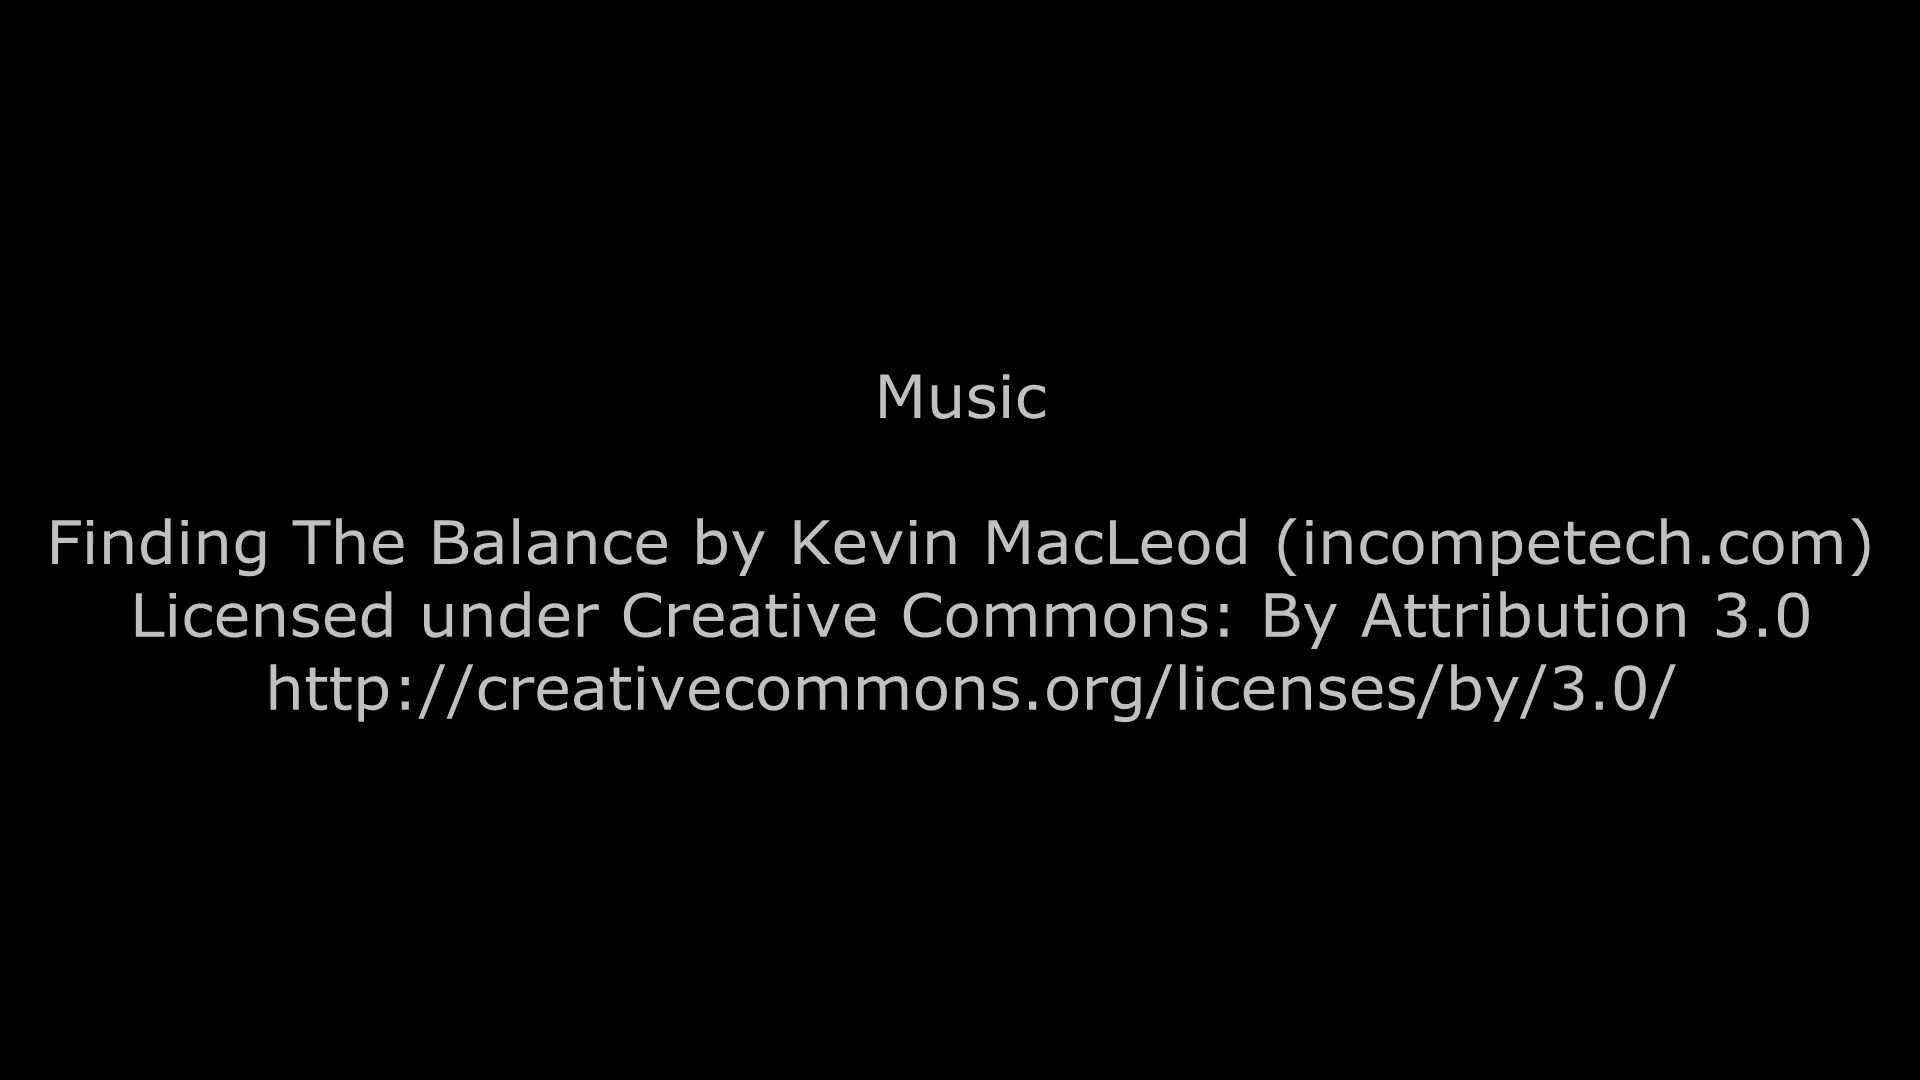 Music
Finding The Balance by Kevin MacLeod (incompetech.com)
Licensed under Creative Commons: By Attribution 3.0
http://creativecommons.org/licenses/by/3.0/